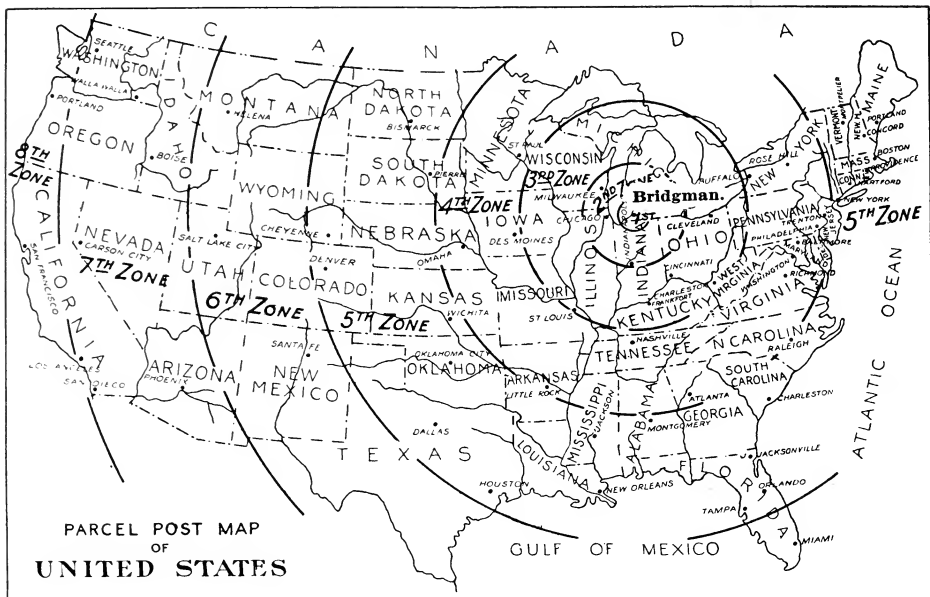 C A N A D A
SEATTLE
WASHINGTON
WALLA WALLA
PORTLAND
OREGON
IDAHO
BOISE
MONTANA
HELENA
NORTH
DAKOTA
BISMARCK
SOUTH
DAKOTA
PIERRE
MINNESOTA
ST PAUL
WISCONSIN
MILWAUKEE
3RD ZONE
2ND ZONE
1ST.
Bridgman.
4TH ZONE
IOWA
DES MOINES
CHICAGO
BUFFALO
ROSE HILL
NEW YORK
VERMONT
MONTPELIER
NEW H.
MAINE
PORTLAND
CONCORD
MASS
BOSTON
CONN
PROVIDENCE
HARTFORD
NEW YORK
5TH ZONE
8TH
ZONE
CALIFORNIA
SAN FRANCISCO
LOS ANGELES
SAN DIEGO
NEVADA
CARSON CITY
7TH ZONE
WYOMING
CHEYENNE
SALT LAKE CITY
UTAH
6TH ZONE
DENVER
COLORADO
NEBRASKA
OMAHA
KANSAS
WICHITA
5TH ZONE
MISSOURI
ST LOUIS
ILLINOIS
INDIANA
INDIANAPOLIS
CLEVELAND
OHIO
CINCINNATI
PENNSYLVANIA
TRENTON
PHILADELPHIA
JERSEY
BALTIMORE
MARY
WEST
VIRGINIA
CHARLESTON
WASHINGTON
RICHMOND
VIRGINIA
FRANKFORT
KENTUCKY
NASHVILLE
TENNESSEE
N CAROLINA
RALEIGH
SOUTH
CAROLINA
CHARLESTON
ARIZONA
PHOENIX
SANTA FE
NEW
MEXICO
OKLAHOMA CITY
OKLAHOMA
ARKANSAS
LITTLE ROCK
MISSISSIPPI
JACKSON
ALABAMA
MONTGOMERY
ATLANTA
GEORGIA
DALLAS
TEXAS
HOUSTON
LOUISIANA
NEW ORLEANS
FLORIDA
JACKSONVILLE
ORLANDO
TAMPA
MIAMI
ATLANTIC OCEAN
GULF OF MEXICO
PARCEL POST MAP
OF
UNITED STATES